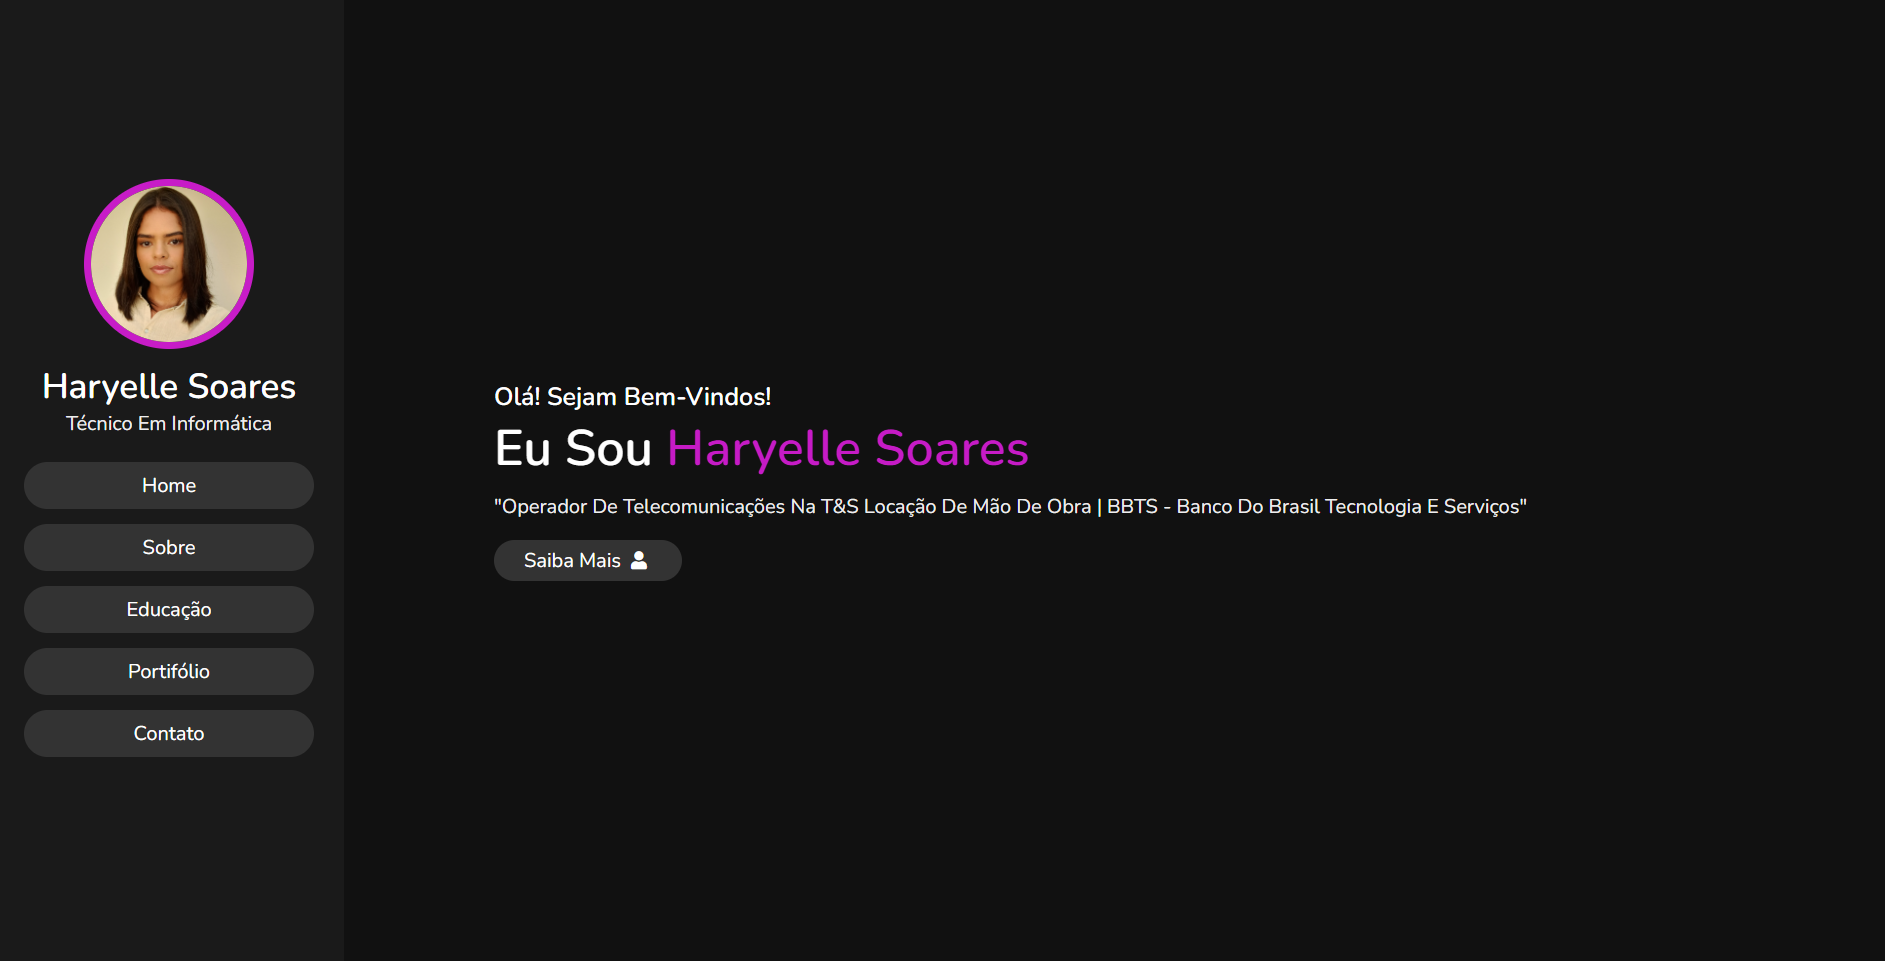 Haryelle Soares
Técnico Em Informática
Home
Sobre
Educação
Portifólio
Contato
Olá! Sejam Bem-Vindos!
Eu Sou Haryelle Soares
"Operador De Telecomunicações Na T&S Locação De Mão De Obra | BBTS - Banco Do Brasil Tecnologia E Serviços"
Saiba Mais